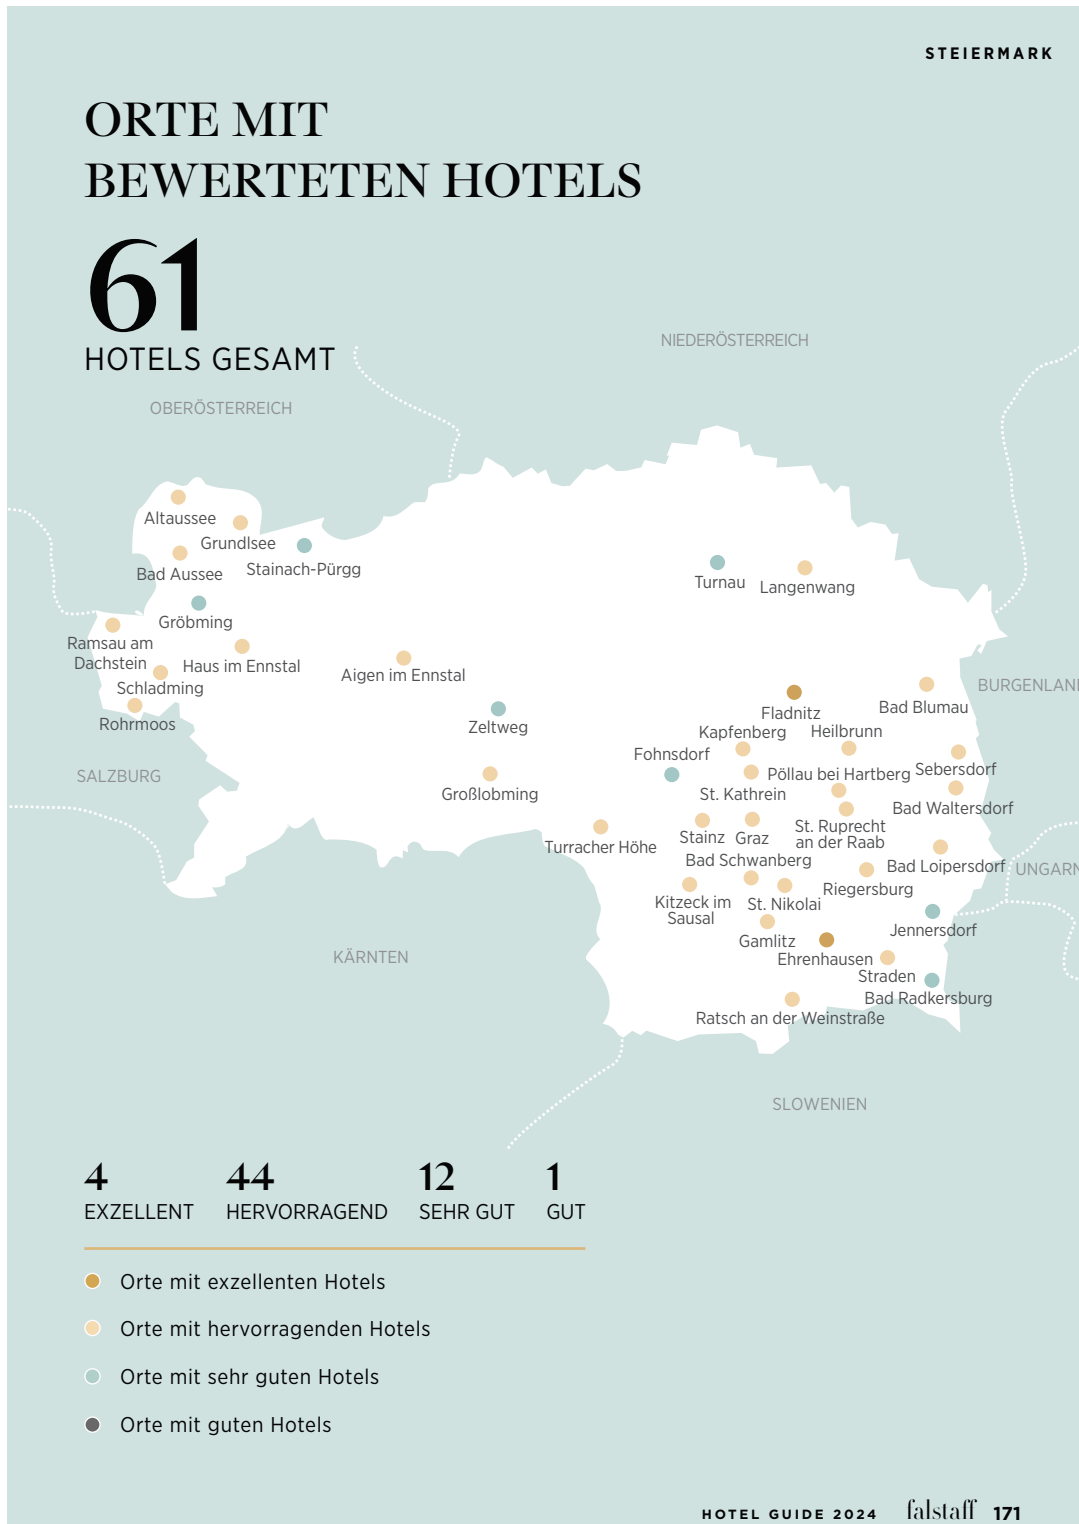 STEIERMARK
ORTE MIT
BEWERTETEN HOTELS
61
HOTELS GESAMT
NIEDERÖSTERREICH
OBERÖSTERREICH
Altaussee
Grundlsee
Stainach-Pürgg
Bad Aussee
Turnau
Langenwang
Gröbming
Ramsau am
Dachstein
Haus im Ennstal
Aigen im Ennstal
Schladming
Rohrmoos
BURGENLAN
Bad Blumau
Fladnitz
Zeltweg
Kapfenberg
Heilbrunn
Fohnsdorf
Sebersdorf
SALZBURG
Pöllau bei Hartberg
Großlobming
St. Kathrein
Bad Waltersdorf
St. Ruprecht
an der Raab
Stainz
Graz
Turracher Höhe
Bad Schwanberg
Bad Loipersdorf
UNGARN
Riegersburg
Kitzeck im
Sausal
St. Nikolai
Jennersdorf
Gamlitz
KÄRNTEN
Ehrenhausen
Straden
Bad Radkersburg
Ratsch an der Weinstraße
SLOWENIEN
4
EXZELLENT
44
HERVORRAGEND
12
SEHR GUT
1
GUT
Orte mit exzellenten Hotels
Orte mit hervorragenden Hotels
Orte mit sehr guten Hotels
Orte mit guten Hotels
HOTEL GUIDE 2024 falstaff 171